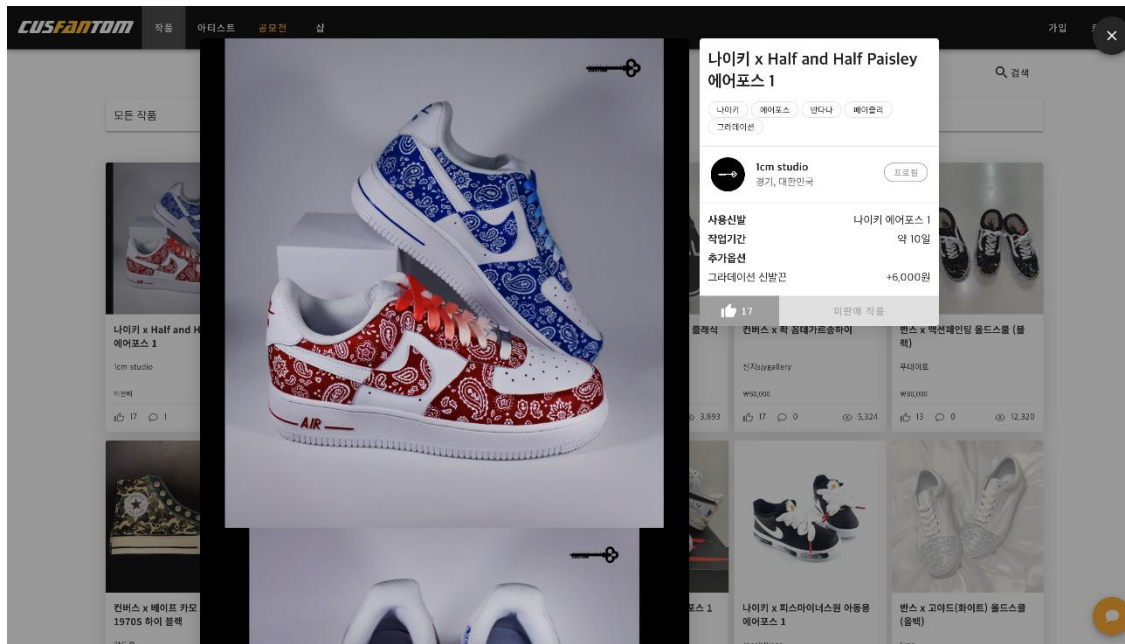 CUSFANTOM
작품
아티스트
공모전
샵
가입
검색
모든 작품
나이키 x Half and Half Paisley
에어포스 1
나이키
에어포스
반다나
페이즐리
그라데이션
1cm studio
경기, 대한민국
프로필
사용신발
나이키 에어포스 1
작업기간
약 10일
추가옵션
그라데이션 신발끈
+6,000원
17
미판매 작품
AIR
나이키 x Half and H
에어포스 1
1cm studio
미판매
17
1
클래식
3,893
컨버스 x 꽉 꼼데가르송하이
신지sjygallery
₩60,000
17
0
5,324
반스 x 액션페인팅 올드스쿨 (블
랙)
푸데이토
₩60,000
13
0
12,320
컨버스 x 베이프 카모
1970S 하이 블랙
포스 1
나이키 x 피스마이너스원 아동용
에어포스 1
반스 x 고야드(화이트) 올드스쿨
(올백)